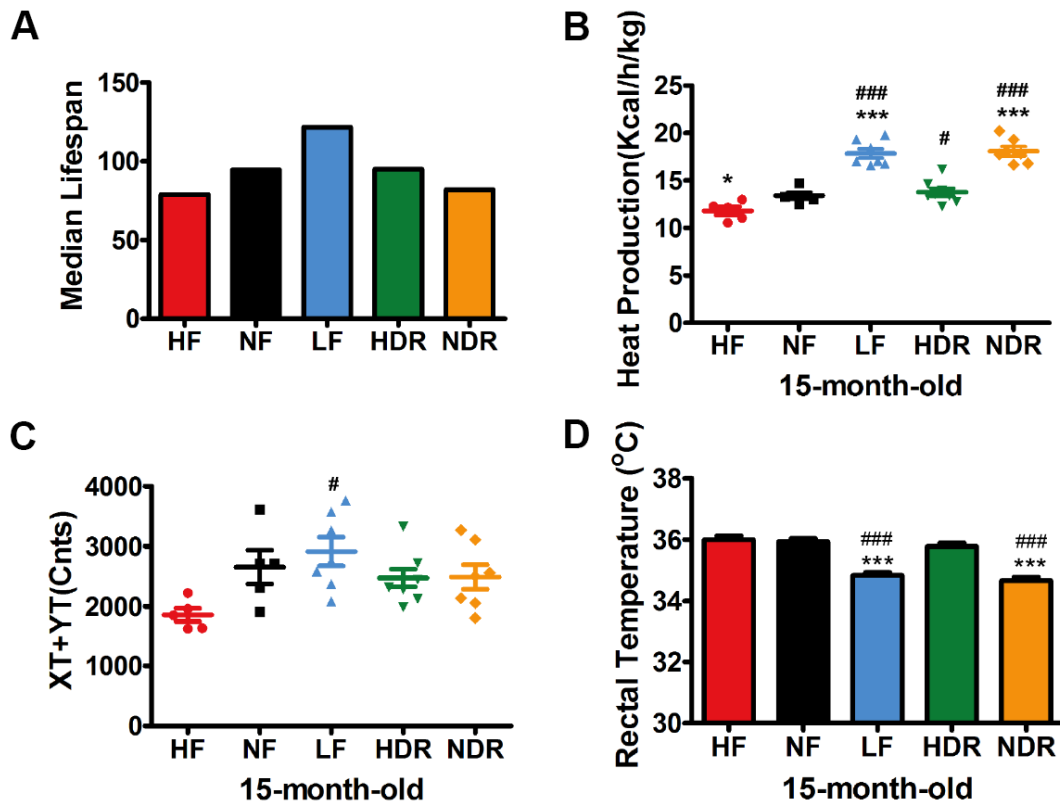 A
Median Lifespan
150
100
50
0
HF NF LF HDR NDR
B
Heat Production(Kcal/h/kg)
25
20
15
10
5
0
*
###
***
#
###
***
HF NF LF HDR NDR
15-month-old
C
XT+YT(Cnts)
4000
3000
2000
1000
0
#
HF NF LF HDR NDR
15-month-old
D
Rectal Temperature (°C)
38
36
34
32
30
###
***
###
***
HF NF LF HDR NDR
15-month-old